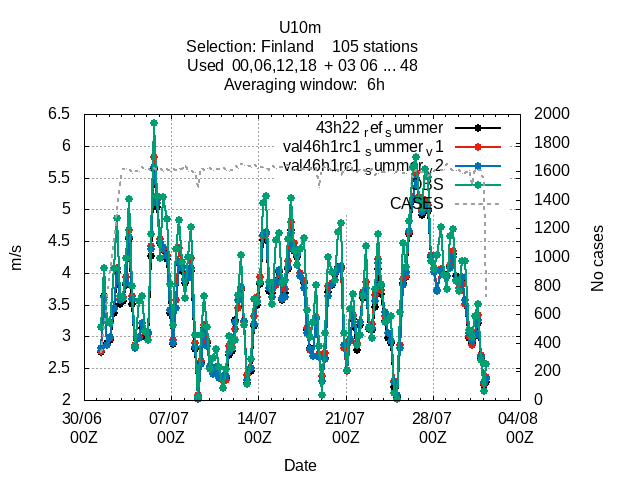 U10m
Selection: Finland    105 stations
Used  00,06,12,18  + 03 06 ... 48
Averaging window:  6h
6.5
6
5.5
5
4.5
4
3.5
3
2.5
2
m/s
2000
1800
1600
1400
1200
1000
800
600
400
200
0
No cases
43h22 ref summer
val46h1rc1 summer v1
val46h1rc1 summer v2
OBS
CASES
30/06 07/07 14/07 21/07 28/07 04/08
00Z 00Z 00Z 00Z 00Z 00Z
Date